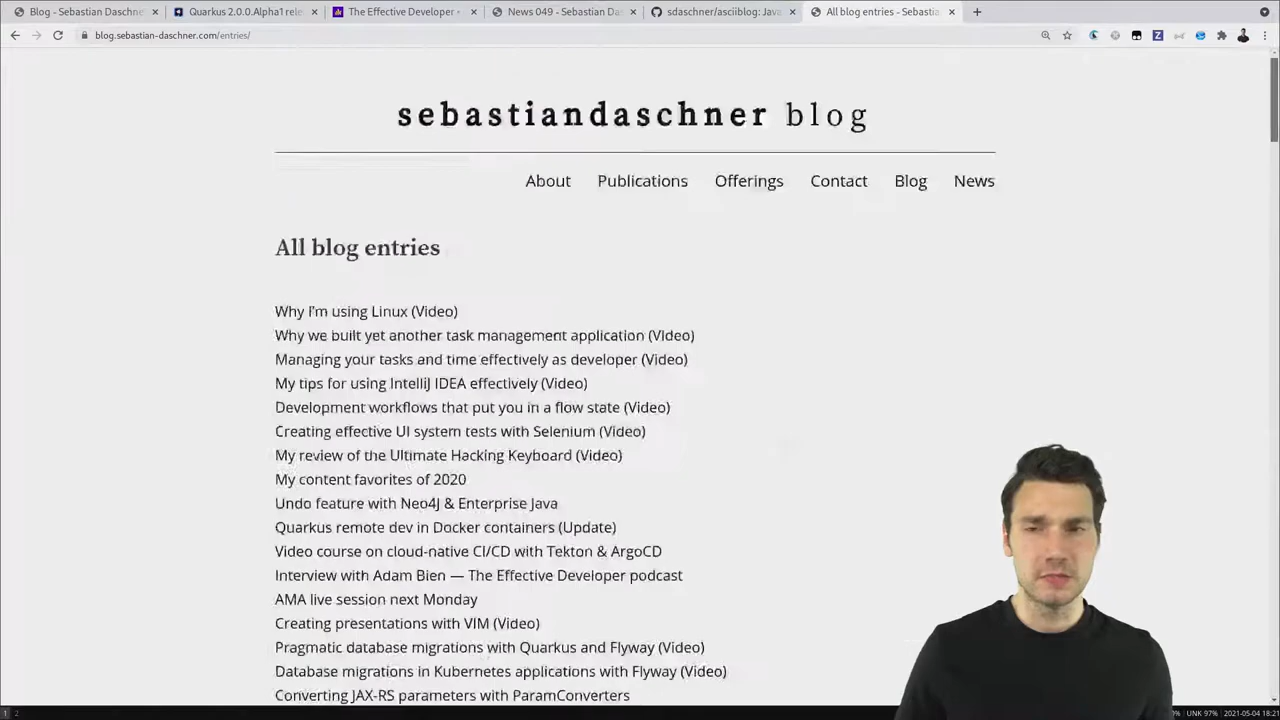 Blog - Sebastian Daschne
Quarkus 2.0.0.Alpha1 rele
The Effective Developer
News 049 - Sebastian Da
sdaschner/asciiblog: Java
All blog entries - Sebastia
blog.sebastian-daschner.com/entries/
sebastiandaschner blog
About Publications Offerings Contact Blog News
All blog entries
Why I'm using Linux (Video)
Why we built yet another task management application (Video)
Managing your tasks and time effectively as developer (Video)
My tips for using IntelliJ IDEA effectively (Video)
Development workflows that put you in a flow state (Video)
Creating effective UI system tests with Selenium (Video)
My review of the Ultimate Hacking Keyboard (Video)
My content favorites of 2020
Undo feature with Neo4J & Enterprise Java
Quarkus remote dev in Docker containers (Update)
Video course on cloud-native CI/CD with Tekton & ArgoCD
Interview with Adam Bien — The Effective Developer podcast
AMA live session next Monday
Creating presentations with VIM (Video)
Pragmatic database migrations with Quarkus and Flyway (Video)
Database migrations in Kubernetes applications with Flyway (Video)
Converting JAX-RS parameters with ParamConverters
1 2
UNK 97% 2021-05-04 18:21